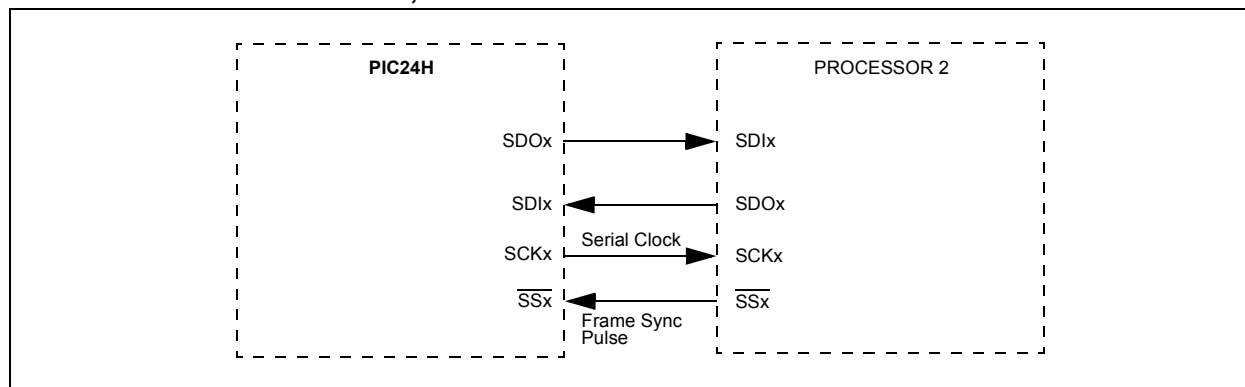 PIC24H
PROCESSOR 2
SDOx
SDIx
SDIx
SDOx
SCKx
Serial Clock
SCKx
SSx
SSx
Frame Sync
Pulse